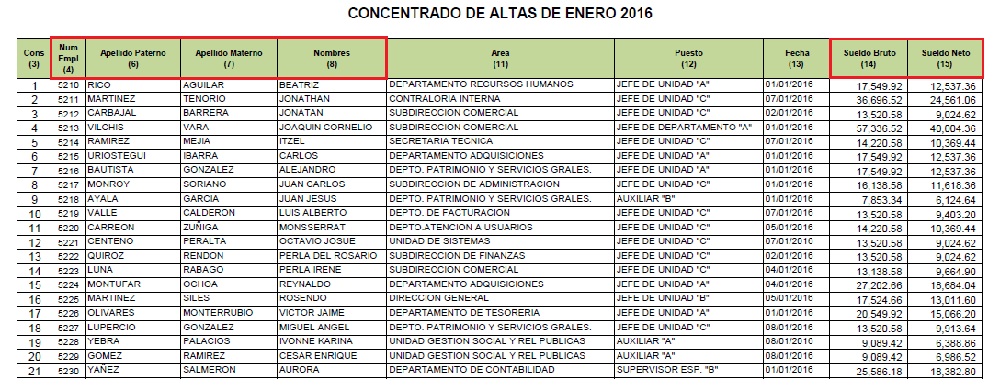 CONCENTRADO DE ALTAS DE ENERO 2016
Cons (3) Num Empl (4) Apellido Paterno (6) Apellido Materno (7) Nombres (8) Area (11) Puesto (12) Fecha (13) Sueldo Bruto (14) Sueldo Neto (15)
1 5210 RICO AGUILAR BEATRIZ DEPARTAMENTO RECURSOS HUMANOS JEFE DE UNIDAD "A" 01/01/2016 17,549.92 12,537.36
2 5211 MARTINEZ TENORIO JONATHAN CONTRALORIA INTERNA JEFE DE UNIDAD "C" 07/01/2016 36,696.52 24,561.06
3 5212 CARBAJAL BARRERA JONATAN SUBDIRECCION COMERCIAL JEFE DE UNIDAD "C" 02/01/2016 13,520.58 9,024.62
4 5213 VILCHIS VARA JOAQUIN CORNELIO SUBDIRECCION COMERCIAL JEFE DE DEPARTAMENTO "A" 01/01/2016 57,336.52 40,004.36
5 5214 RAMIREZ MEJIA ITZEL SECRETARIA TECNICA JEFE DE UNIDAD "C" 07/01/2016 14,220.58 10,369.44
6 5215 URIOSTEGUI IBARRA CARLOS DEPARTAMENTO ADQUISICIONES JEFE DE UNIDAD "A" 01/01/2016 17,549.92 12,537.36
7 5216 BAUTISTA GONZALEZ ALEJANDRO DEPTO. PATRIMONIO Y SERVICIOS GRALES. JEFE DE UNIDAD "A" 01/01/2016 17,549.92 12,537.36
8 5217 MONROY SORIANO JUAN CARLOS SUBDIRECCION DE ADMINISTRACION JEFE DE UNIDAD "C" 01/01/2016 16,138.58 11,618.36
9 5218 AYALA GARCIA JUAN JESUS DEPTO. PATRIMONIO Y SERVICIOS GRALES. AUXILIAR "B" 01/01/2016 7,853.34 6,124.64
10 5219 VALLE CALDERON LUIS ALBERTO DEPTO. DE FACTURACION JEFE DE UNIDAD "C" 07/01/2016 13,520.58 9,403.20
11 5220 CARREON ZUÑIGA MONSSERRAT DEPTO.ATENCION A USUARIOS JEFE DE UNIDAD "C" 05/01/2016 14,220.58 10,369.44
12 5221 CENTENO PERALTA OCTAVIO JOSUE UNIDAD DE SISTEMAS JEFE DE UNIDAD "C" 07/01/2016 13,520.58 9,024.62
13 5222 QUIROZ RENDON PERLA DEL ROSARIO SUBDIRECCION DE FINANZAS JEFE DE UNIDAD "C" 02/01/2016 13,520.58 9,024.62
14 5223 LUNA RABAGO PERLA IRENE SUBDIRECCION COMERCIAL JEFE DE UNIDAD "C" 04/01/2016 13,138.58 9,664.90
15 5224 MONTUFAR OCHOA REYNALDO DEPARTAMENTO ADQUISICIONES JEFE DE UNIDAD "A" 04/01/2016 27,202.66 18,684.04
16 5225 MARTINEZ SILES ROSENDO DIRECCION GENERAL JEFE DE UNIDAD "B" 05/01/2016 17,524.66 13,011.60
17 5226 OLIVARES MONTERRUBIO VICTOR JAIME DEPARTAMENTO DE TESORERIA JEFE DE UNIDAD "A" 01/01/2016 20,549.92 15,066.20
18 5227 LUPERCIO GONZALEZ MIGUEL ANGEL DEPTO. PATRIMONIO Y SERVICIOS GRALES. JEFE DE UNIDAD "C" 08/01/2016 13,520.58 9,913.64
19 5228 YEBRA PALACIOS IVONNE KARINA UNIDAD GESTION SOCIAL Y REL PUBLICAS AUXILIAR "A" 08/01/2016 9,089.42 6,388.86
20 5229 GOMEZ RAMIREZ CESAR ENRIQUE UNIDAD GESTION SOCIAL Y REL PUBLICAS AUXILIAR "A" 08/01/2016 9,089.42 6,986.52
21 5230 YAÑEZ SALMERON AURORA DEPARTAMENTO DE CONTABILIDAD SUPERVISOR ESP. "B" 01/01/2016 25,586.18 18,382.80